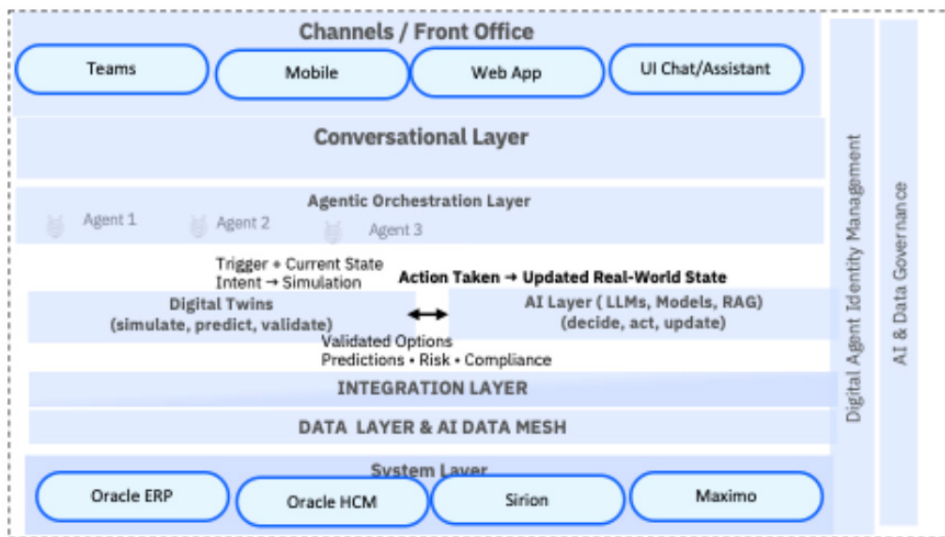 Channels / Front Office
Teams
Mobile
Web App
UI Chat/Assistant
Conversational Layer
Agentic Orchestration Layer
Agent 1
Agent 2
Agent 3
Trigger + Current State
Intent → Simulation
Action Taken → Updated Real-World State
Digital Twins
(simulate, predict, validate)
AI Layer ( LLMs, Models, RAG)
(decide, act, update)
Validated Options
Predictions • Risk • Compliance
INTEGRATION LAYER
DATA LAYER & AI DATA MESH
System Layer
Oracle ERP
Oracle HCM
Sirion
Maximo
Digital Agent Identity Management
AI & Data Governance